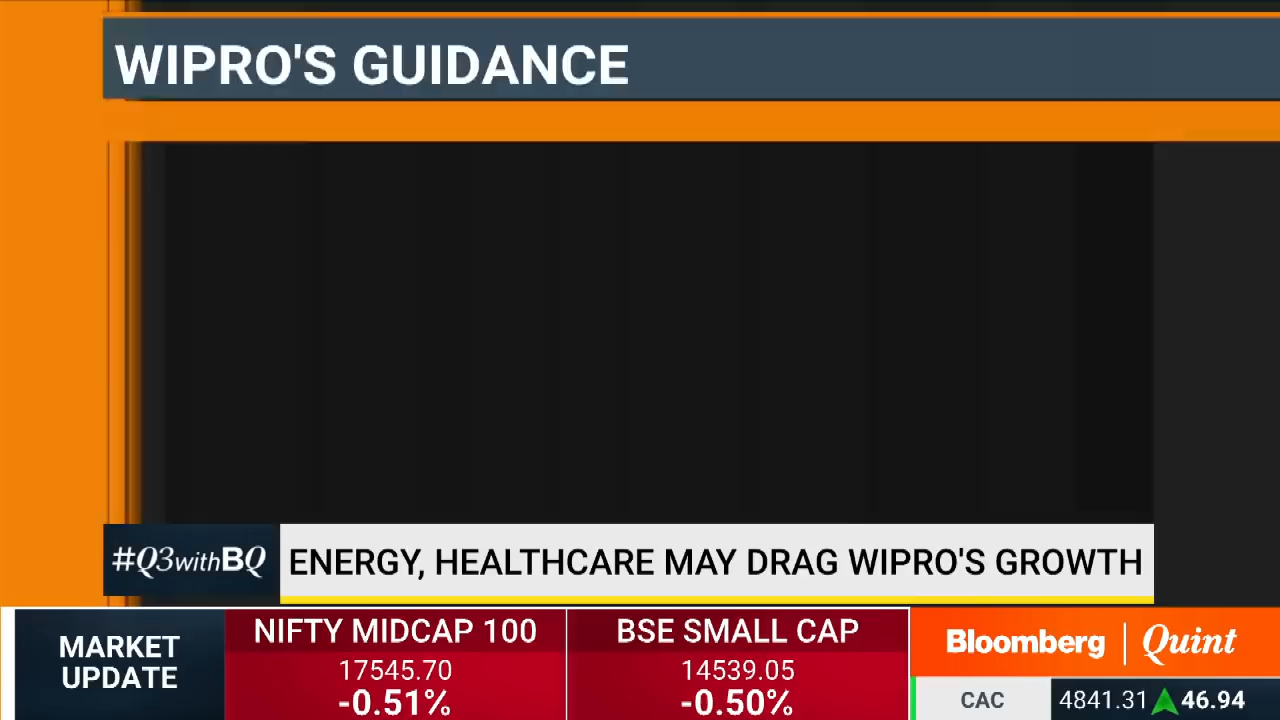 WIPRO'S GUIDANCE
#Q3withBQ
ENERGY, HEALTHCARE MAY DRAG WIPRO'S GROWTH
MARKET
UPDATE
NIFTY MIDCAP 100
17545.70
-0.51%
BSE SMALL CAP
14539.05
-0.50%
Bloomberg | Quint
CAC
4841.31 ▲ 46.94